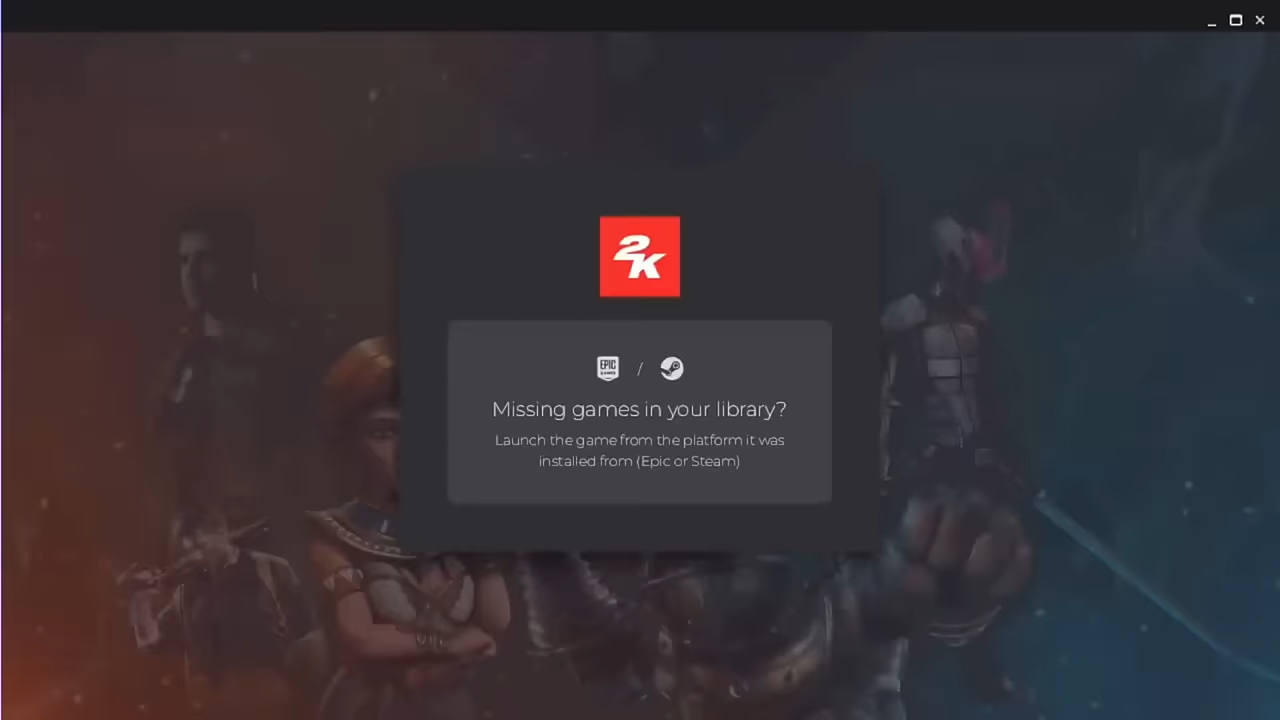 2K
EPIC
GAMES
/
Missing games in your library?
Launch the game from the platform it was
installed from (Epic or Steam)